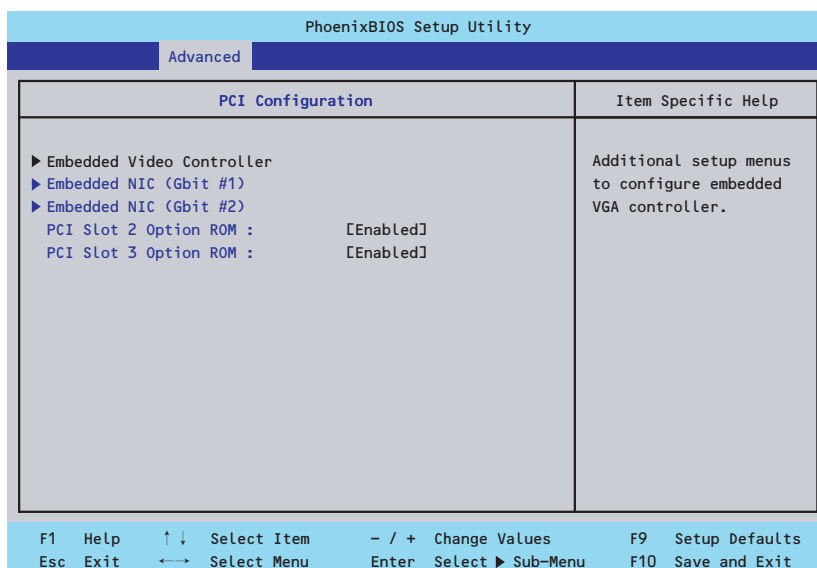 PhoenixBIOS Setup Utility
Advanced
PCI Configuration
Item Specific Help
▶ Embedded Video Controller
▶ Embedded NIC (Gbit #1)
▶ Embedded NIC (Gbit #2)
PCI Slot 2 Option ROM : [Enabled]
PCI Slot 3 Option ROM : [Enabled]
Additional setup menus
to configure embedded
VGA controller.
F1 Help ↑↓ Select Item - / + Change Values F9 Setup Defaults
Esc Exit ←→ Select Menu Enter Select ▶ Sub-Menu F10 Save and Exit